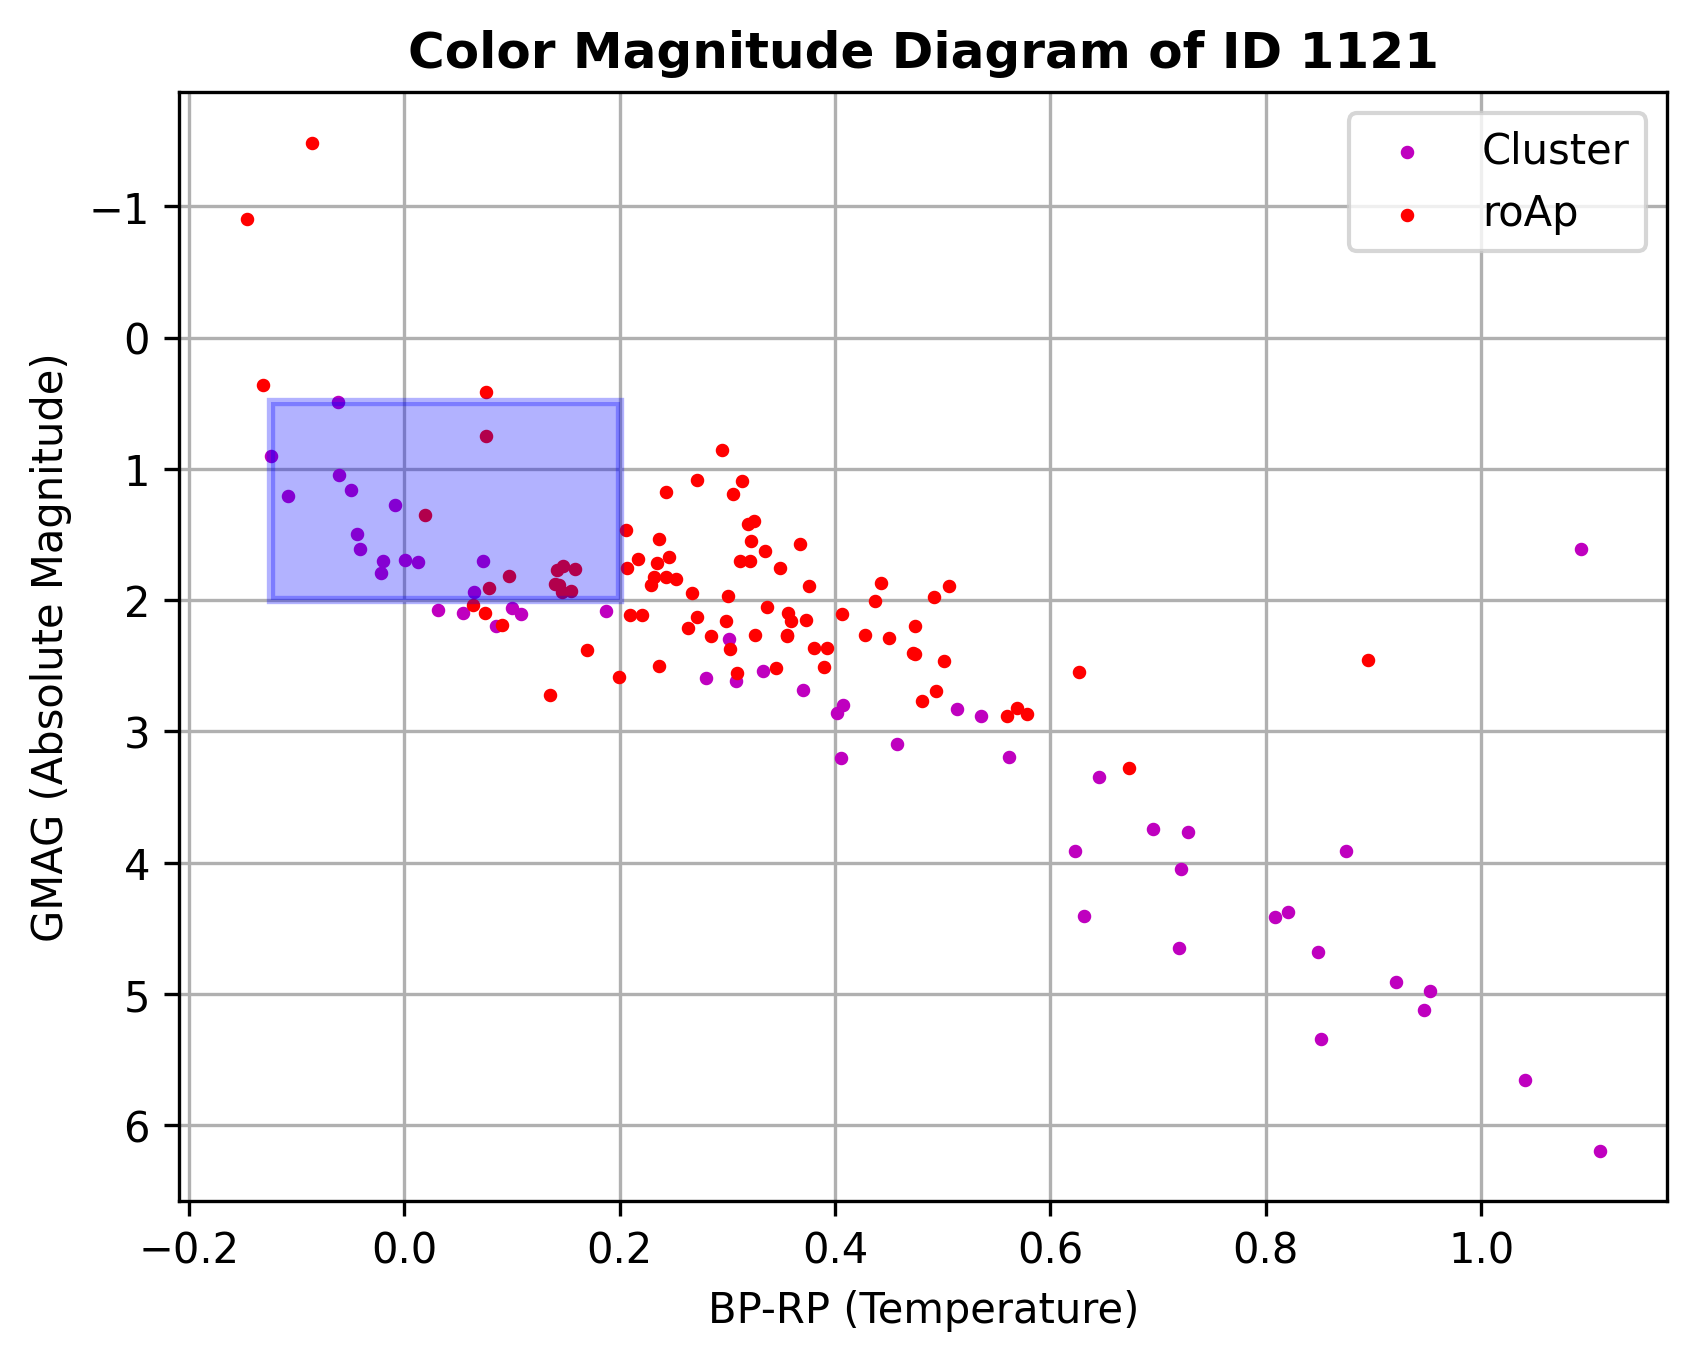 Color Magnitude Diagram of ID 1121
Cluster
roAp
GMAG (Absolute Magnitude)
−1
0
1
2
3
4
5
6
−0.2 0.0 0.2 0.4 0.6 0.8 1.0
BP-RP (Temperature)